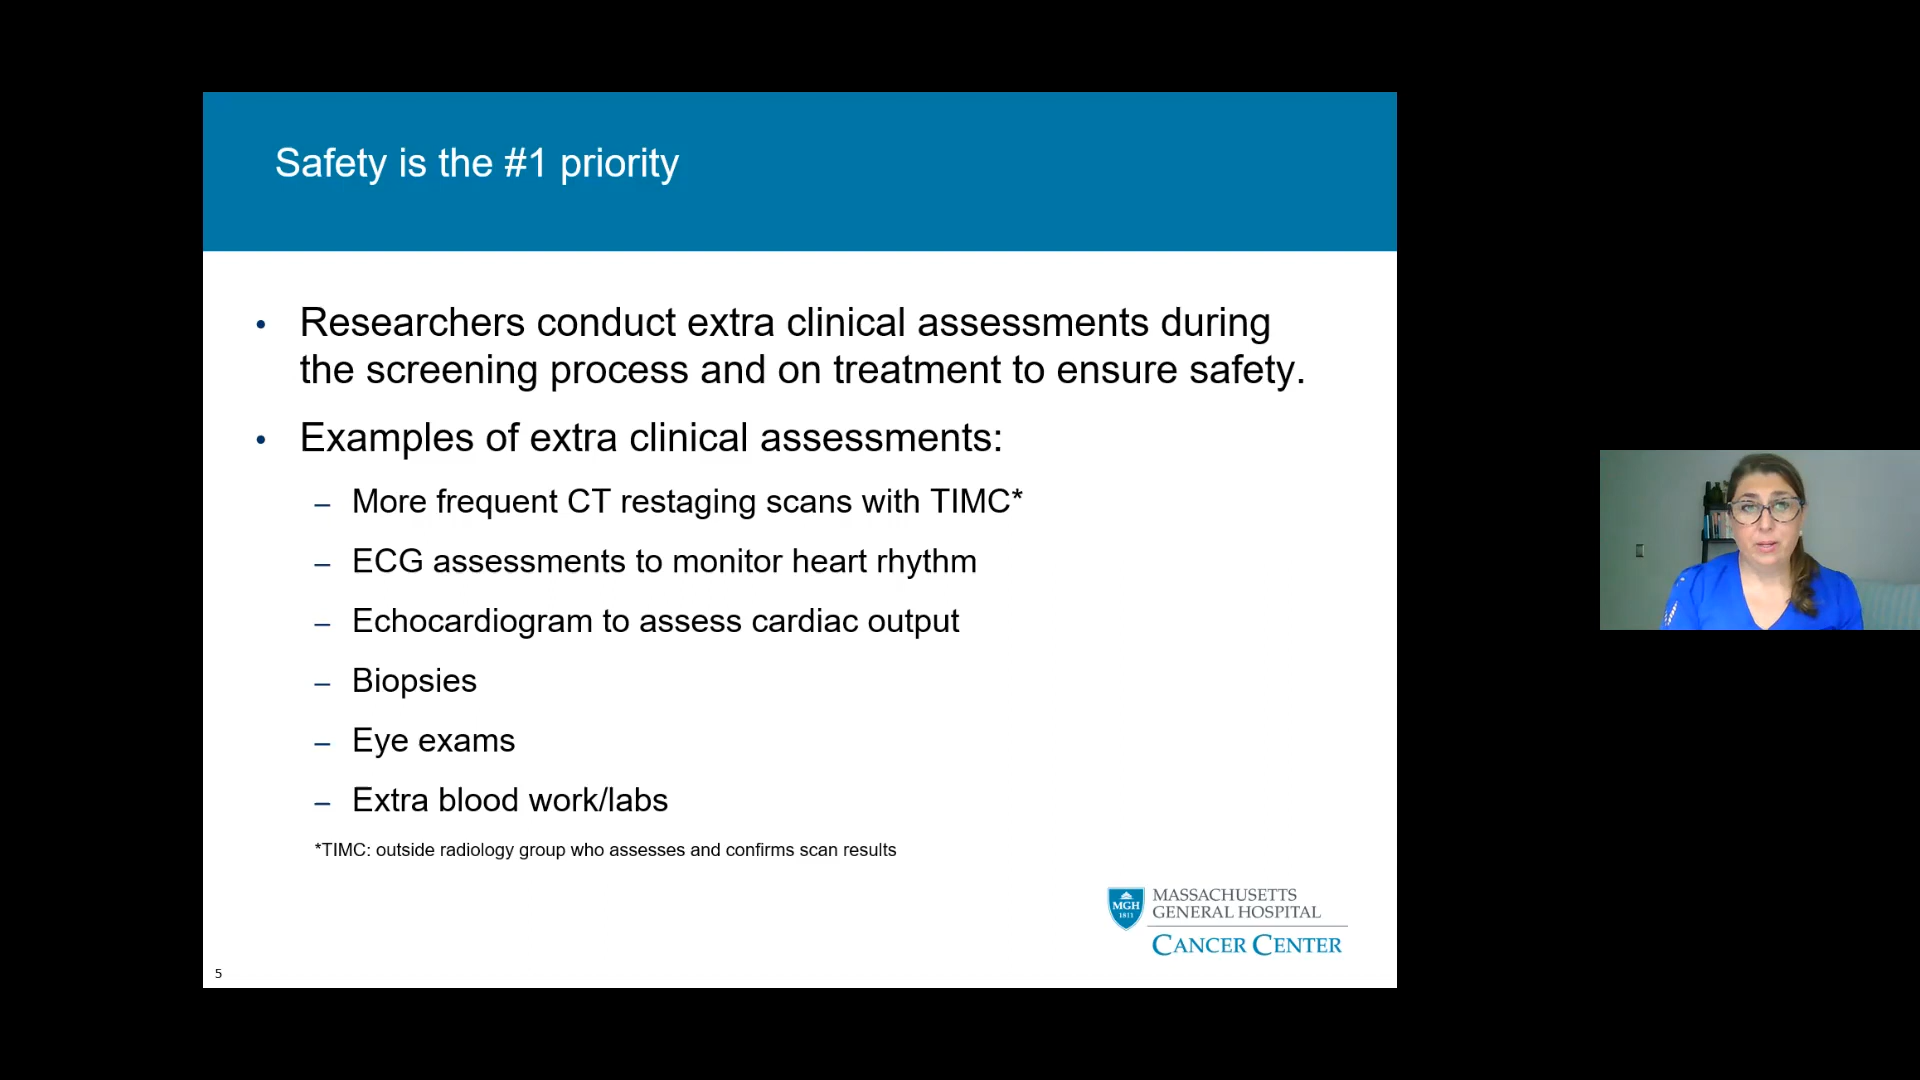 Safety is the #1 priority
• Researchers conduct extra clinical assessments during
the screening process and on treatment to ensure safety.
• Examples of extra clinical assessments:
– More frequent CT restaging scans with TIMC*
– ECG assessments to monitor heart rhythm
– Echocardiogram to assess cardiac output
– Biopsies
– Eye exams
– Extra blood work/labs
*TIMC: outside radiology group who assesses and confirms scan results
MGH
1811
MASSACHUSETTS
GENERAL HOSPITAL
CANCER CENTER
5